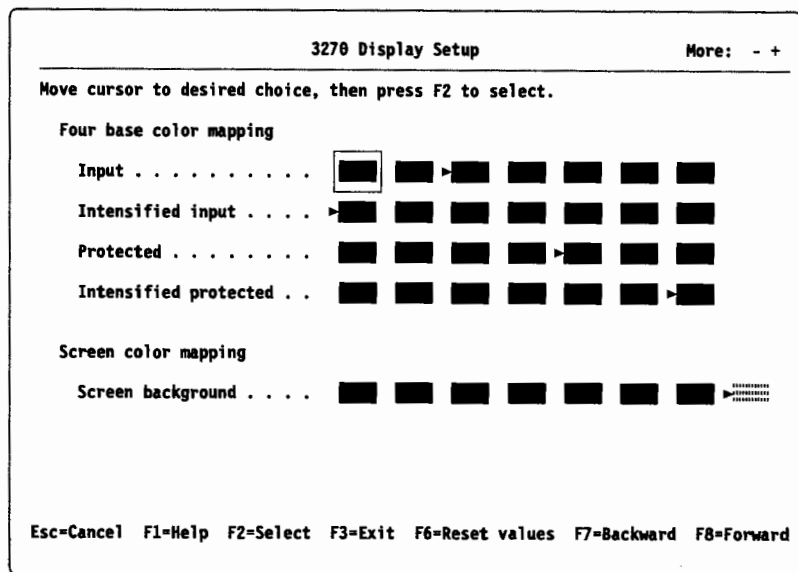 3270 Display Setup More: - +
Move cursor to desired choice, then press F2 to select.
Four base color mapping
Input . . . . . . . . . .
Intensified input . . . .
Protected . . . . . . . .
Intensified protected . .
Screen color mapping
Screen background . . . .
Esc=Cancel F1=Help F2=Select F3=Exit F6=Reset values F7=Backward F8=Forward